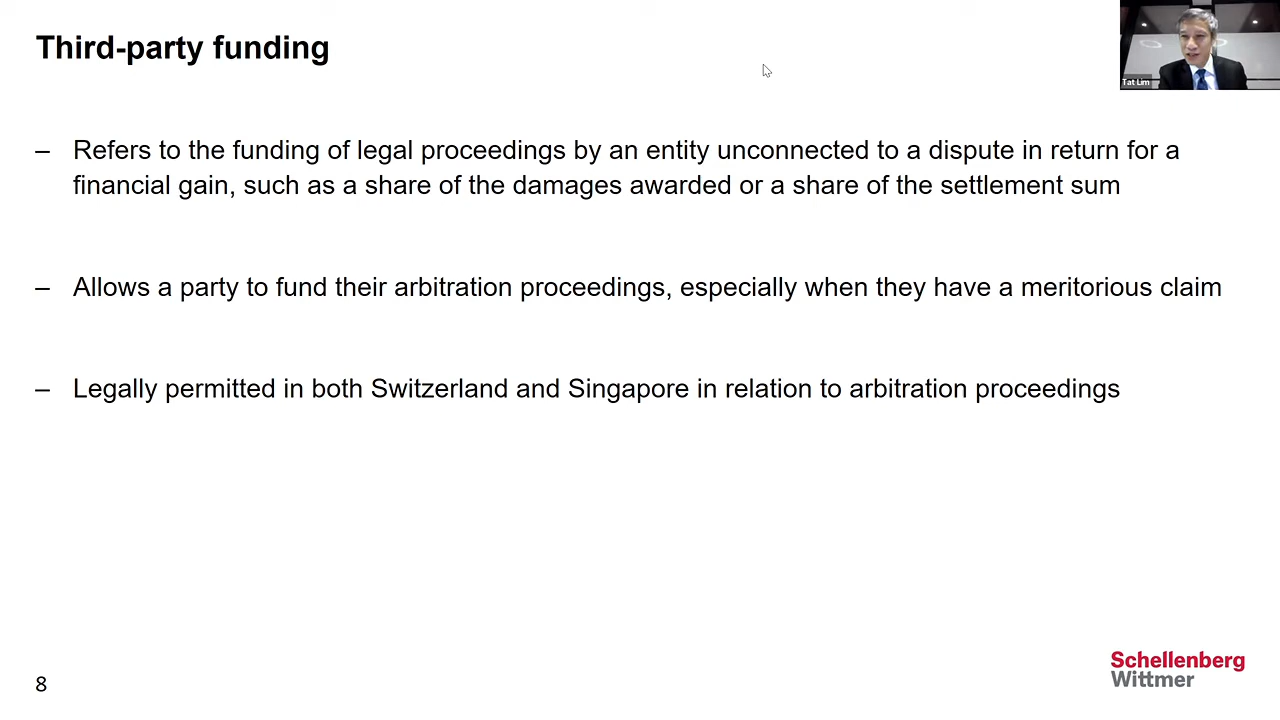 Third-party funding
Tat Lim
– Refers to the funding of legal proceedings by an entity unconnected to a dispute in return for a
financial gain, such as a share of the damages awarded or a share of the settlement sum
– Allows a party to fund their arbitration proceedings, especially when they have a meritorious claim
– Legally permitted in both Switzerland and Singapore in relation to arbitration proceedings
Schellenberg
Wittmer
8